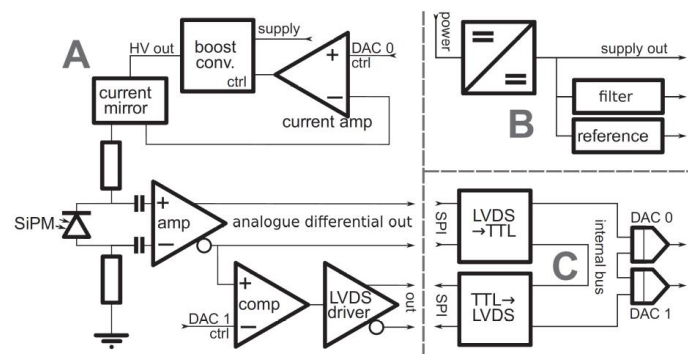 A
HV out
boost
conv.
ctrl
supply
DAC 0
ctrl
+
−
current amp
current
mirror
SiPM
+
amp
−
analogue differential out
+
comp
−
DAC 1
ctrl
LVDS
driver
out
power
supply out
filter
reference
B
SPI
LVDS
→TTL
SPI
TTL→
LVDS
C
internal
bus
DAC 0
DAC 1